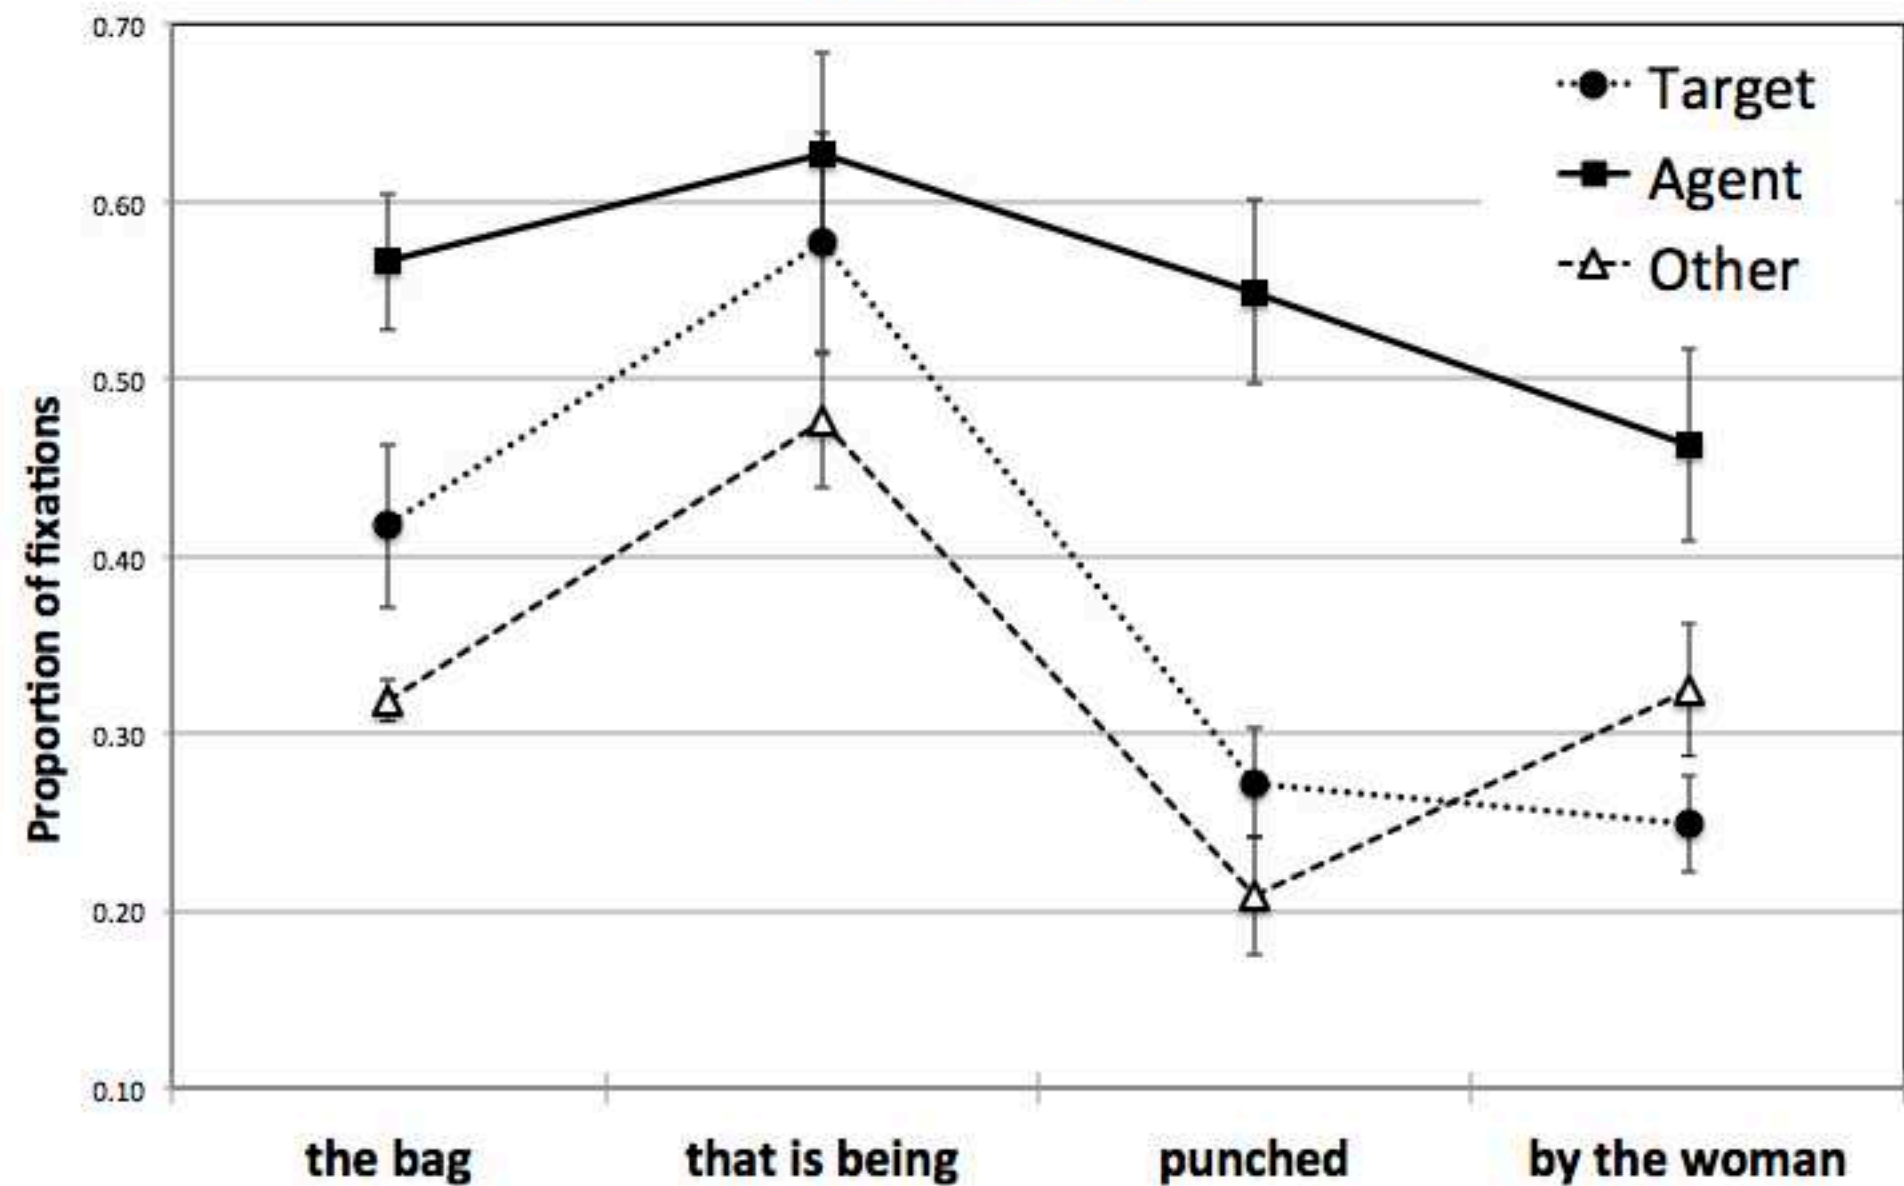 0.70
0.60
0.50
0.40
0.30
0.20
0.10
Proportion of fixations
Target
Agent
Other
the bag
that is being
punched
by the woman